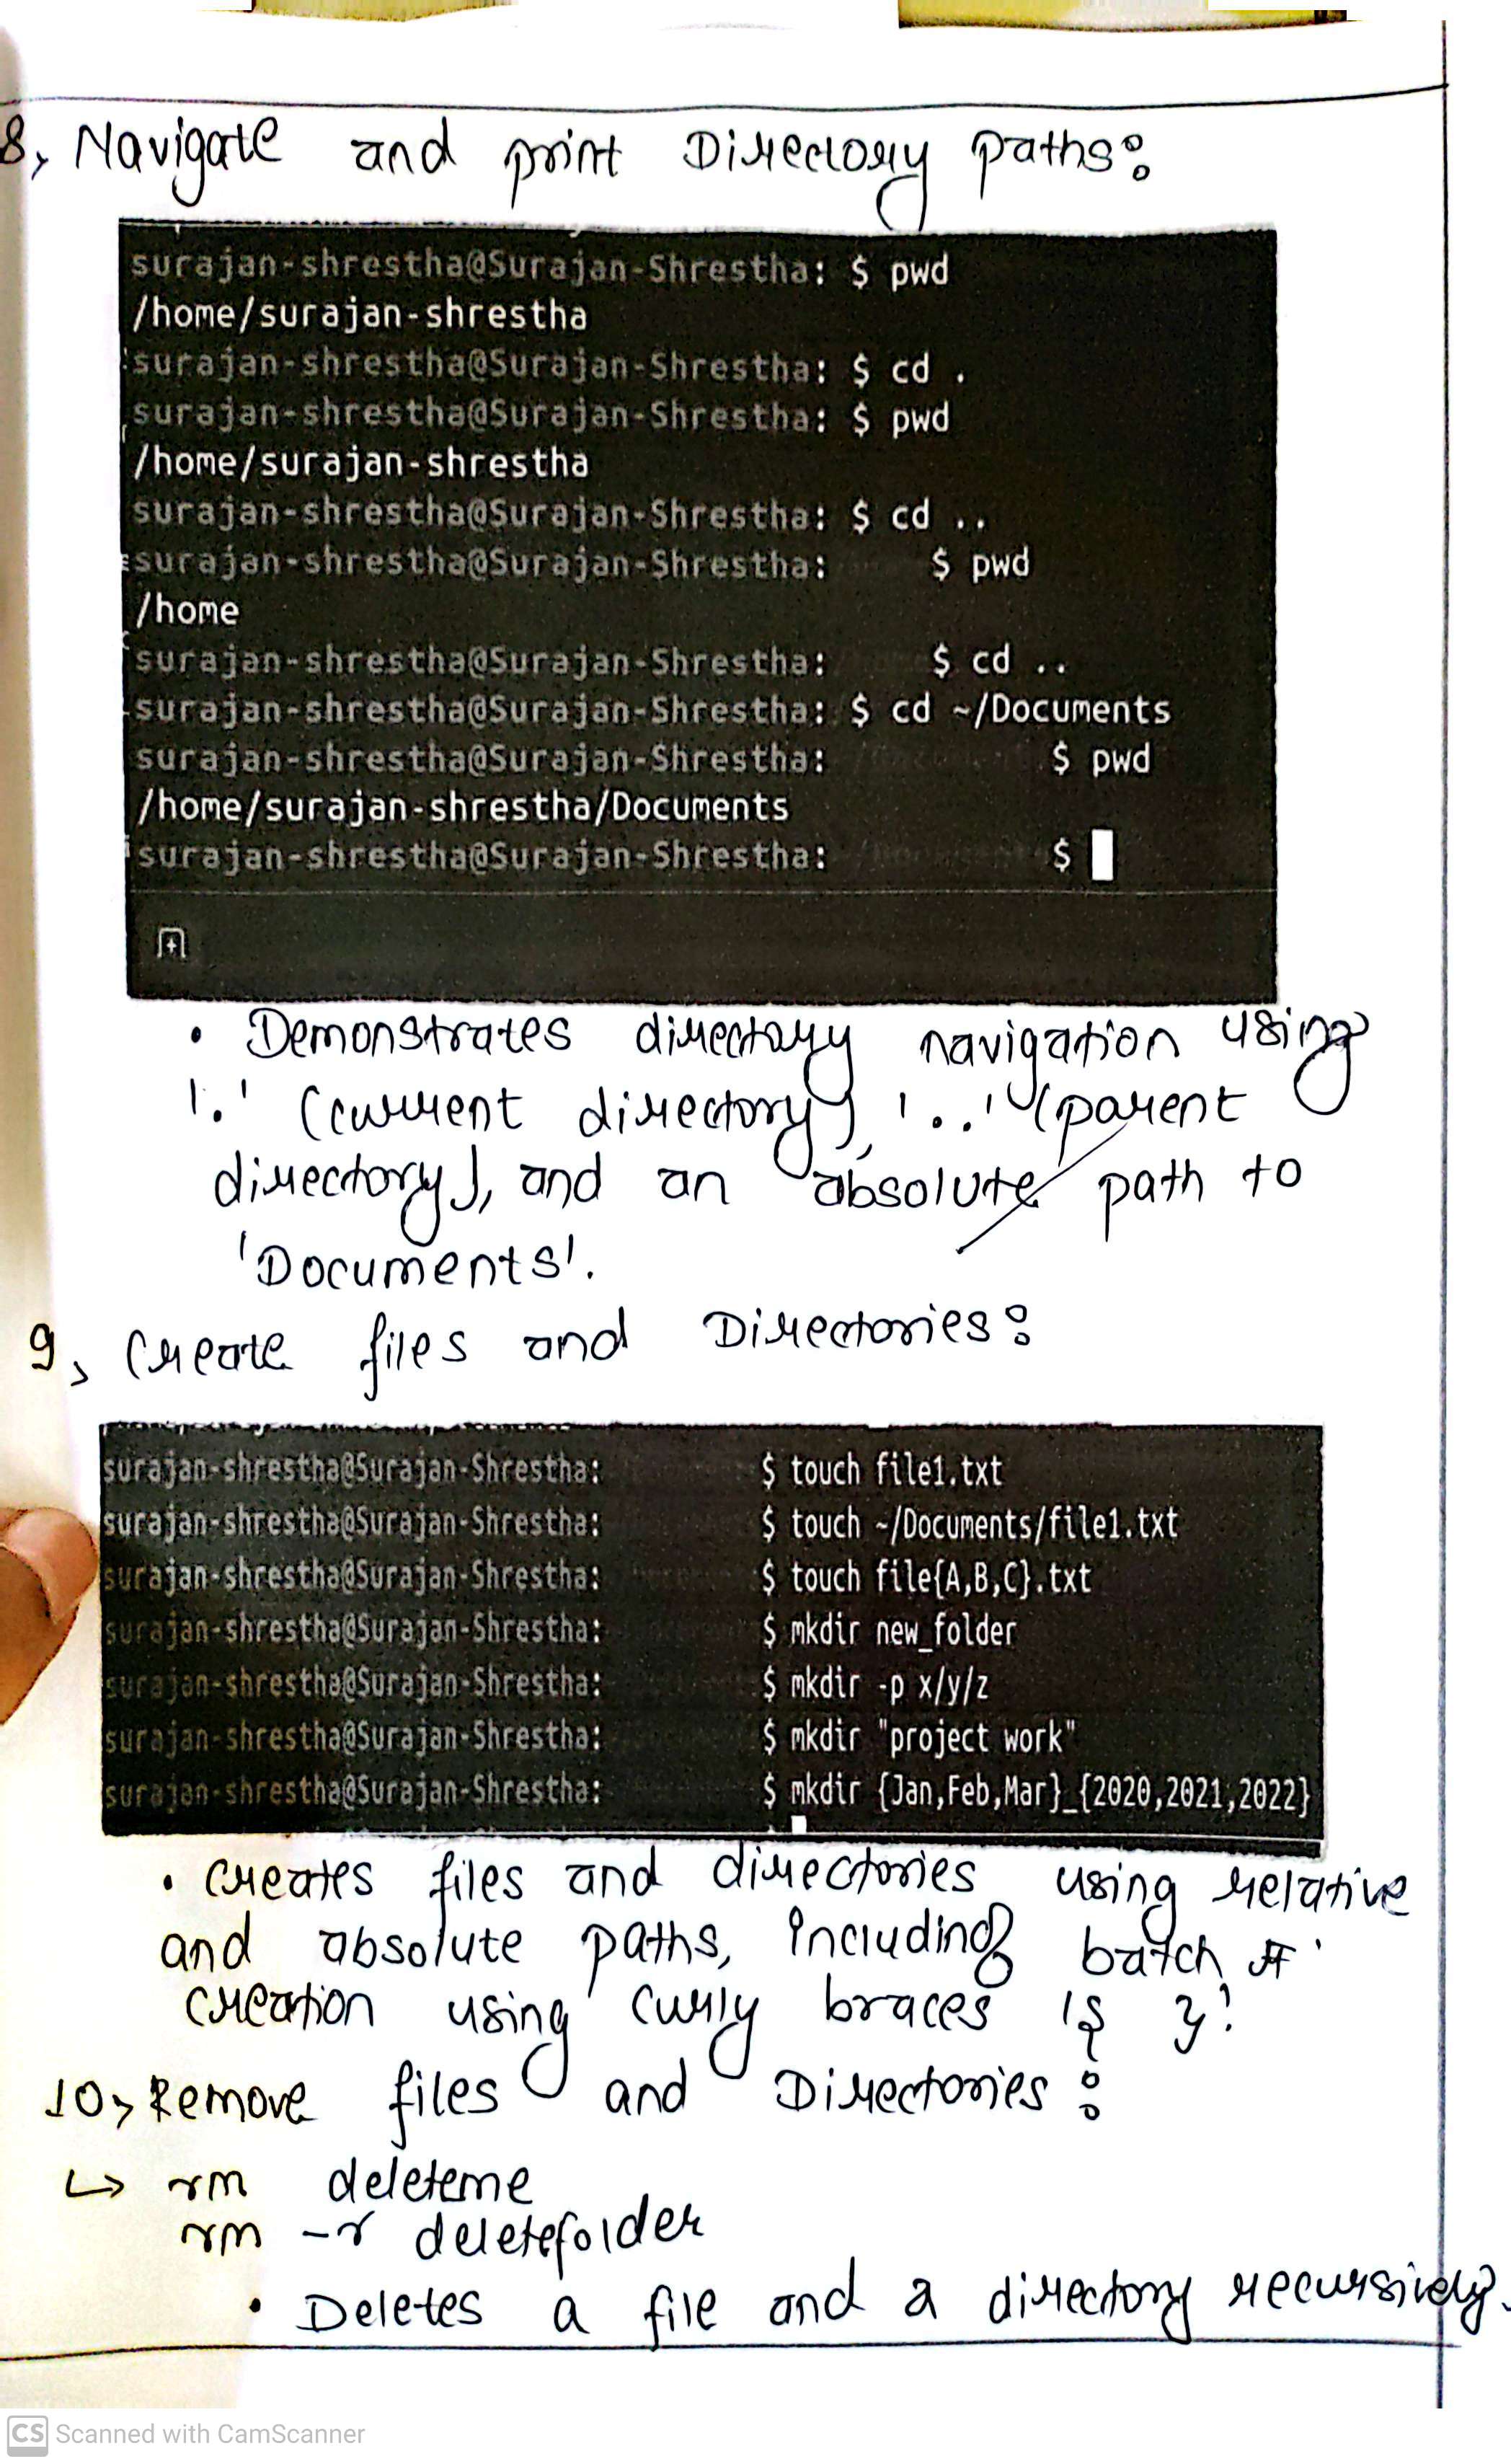 8, Navigate and print Directory paths:
surajan-shrestha@Surajan-Shrestha: $ pwd
/home/surajan-shrestha
surajan-shrestha@Surajan-Shrestha: $ cd .
surajan-shrestha@Surajan-Shrestha: $ pwd
/home/surajan-shrestha
surajan-shrestha@Surajan-Shrestha: $ cd ..
surajan-shrestha@Surajan-Shrestha: $ pwd
/home
surajan-shrestha@Surajan-Shrestha: $ cd ..
surajan-shrestha@Surajan-Shrestha: $ cd ~/Documents
surajan-shrestha@Surajan-Shrestha: $ pwd
/home/surajan-shrestha/Documents
surajan-shrestha@Surajan-Shrestha: $
• Demonstrates directory navigation using
'.' (current directory), '..' (parent
directory), and an absolute path to
'Documents'.
9, Create files and Directories:
surajan-shrestha@Surajan-Shrestha: $ touch file1.txt
surajan-shrestha@Surajan-Shrestha: $ touch ~/Documents/file1.txt
surajan-shrestha@Surajan-Shrestha: $ touch file{A,B,C}.txt
surajan-shrestha@Surajan-Shrestha: $ mkdir new_folder
surajan-shrestha@Surajan-Shrestha: $ mkdir -p x/y/z
surajan-shrestha@Surajan-Shrestha: $ mkdir "project work"
surajan-shrestha@Surajan-Shrestha: $ mkdir {Jan,Feb,Mar}_{2020,2021,2022}
• Creates files and directories using relative
and absolute paths, including batch
creation using curly braces '{ }'.
10, Remove files and Directories:
↳ rm deleteme
rm -r deletefolder
• Deletes a file and a directory recursively.
CS Scanned with CamScanner